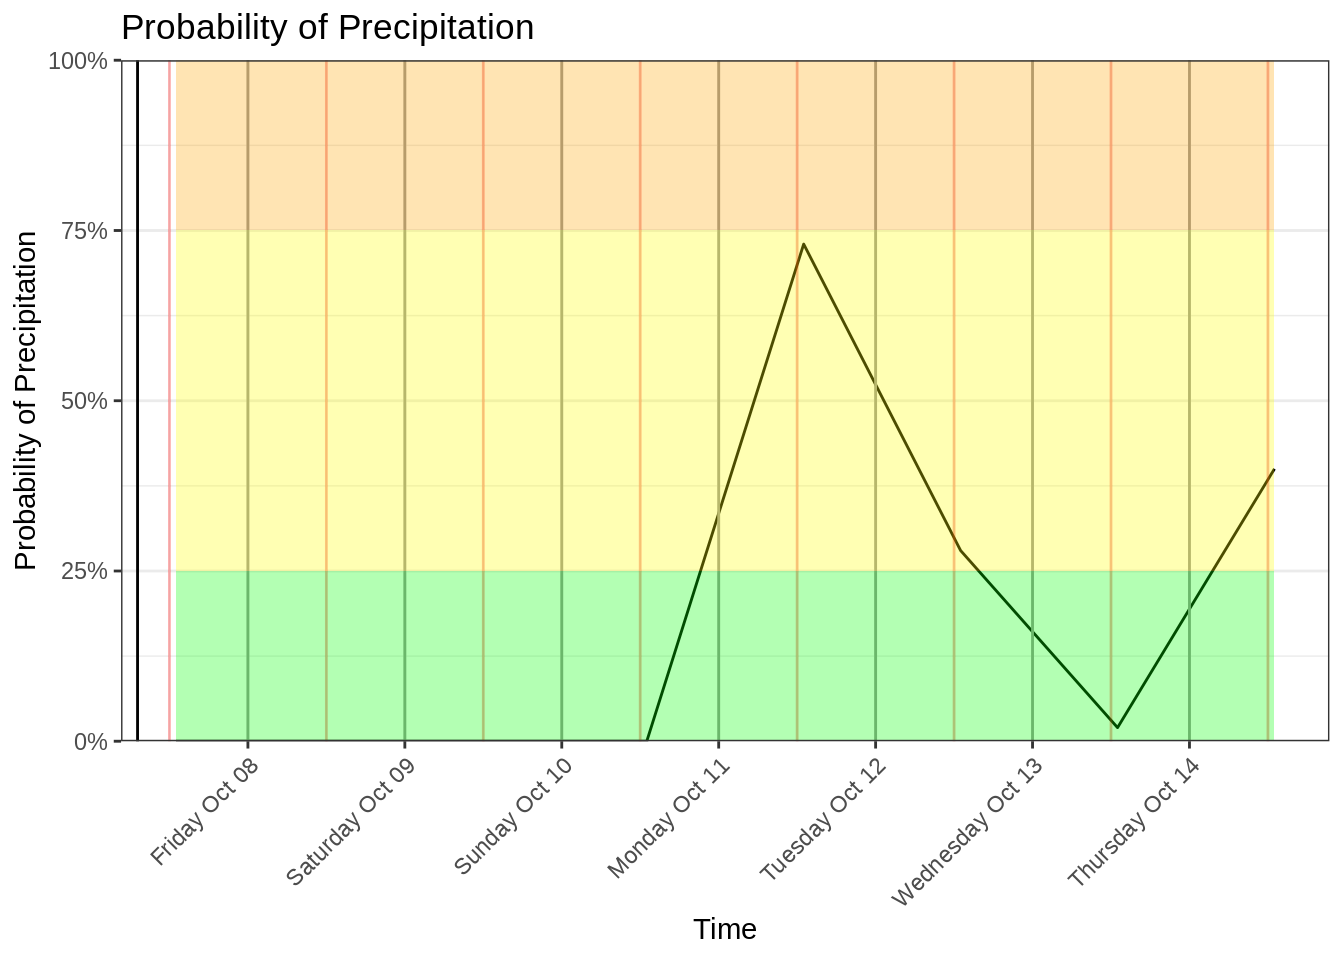 Probability of Precipitation
Probability of Precipitation
100%
75%
50%
25%
0%
Friday Oct 08
Saturday Oct 09
Sunday Oct 10
Monday Oct 11
Tuesday Oct 12
Wednesday Oct 13
Thursday Oct 14
Time